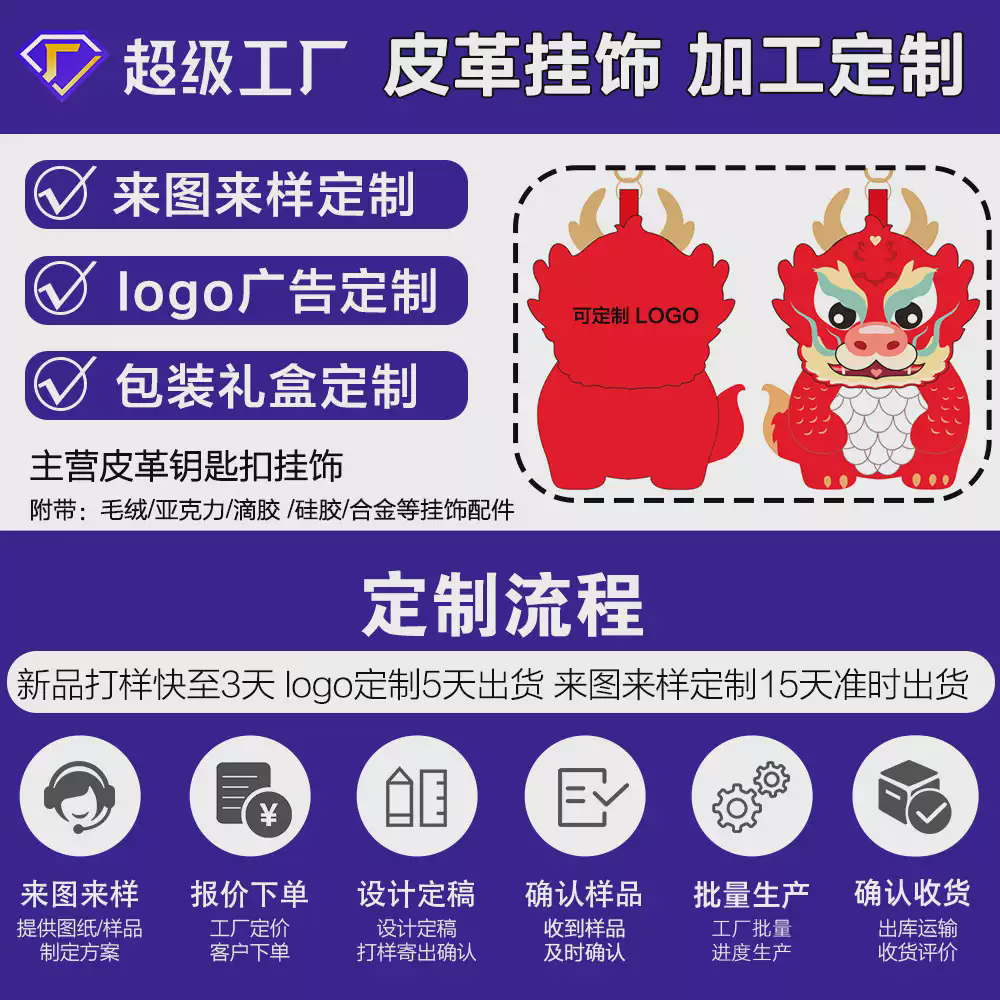 超级工厂 皮革挂饰 加工定制
来图来样定制
logo广告定制
包装礼盒定制
可定制 LOGO
主营皮革钥匙扣挂饰
附带：毛绒/亚克力/滴胶 /硅胶/合金等挂饰配件
定制流程
新品打样快至3天 logo定制5天出货 来图来样定制15天准时出货
¥
来图来样
提供图纸/样品
制定方案
报价下单
工厂定价
客户下单
设计定稿
设计定稿
打样寄出确认
确认样品
收到样品
及时确认
批量生产
工厂批量
进度生产
确认收货
出库运输
收货评价